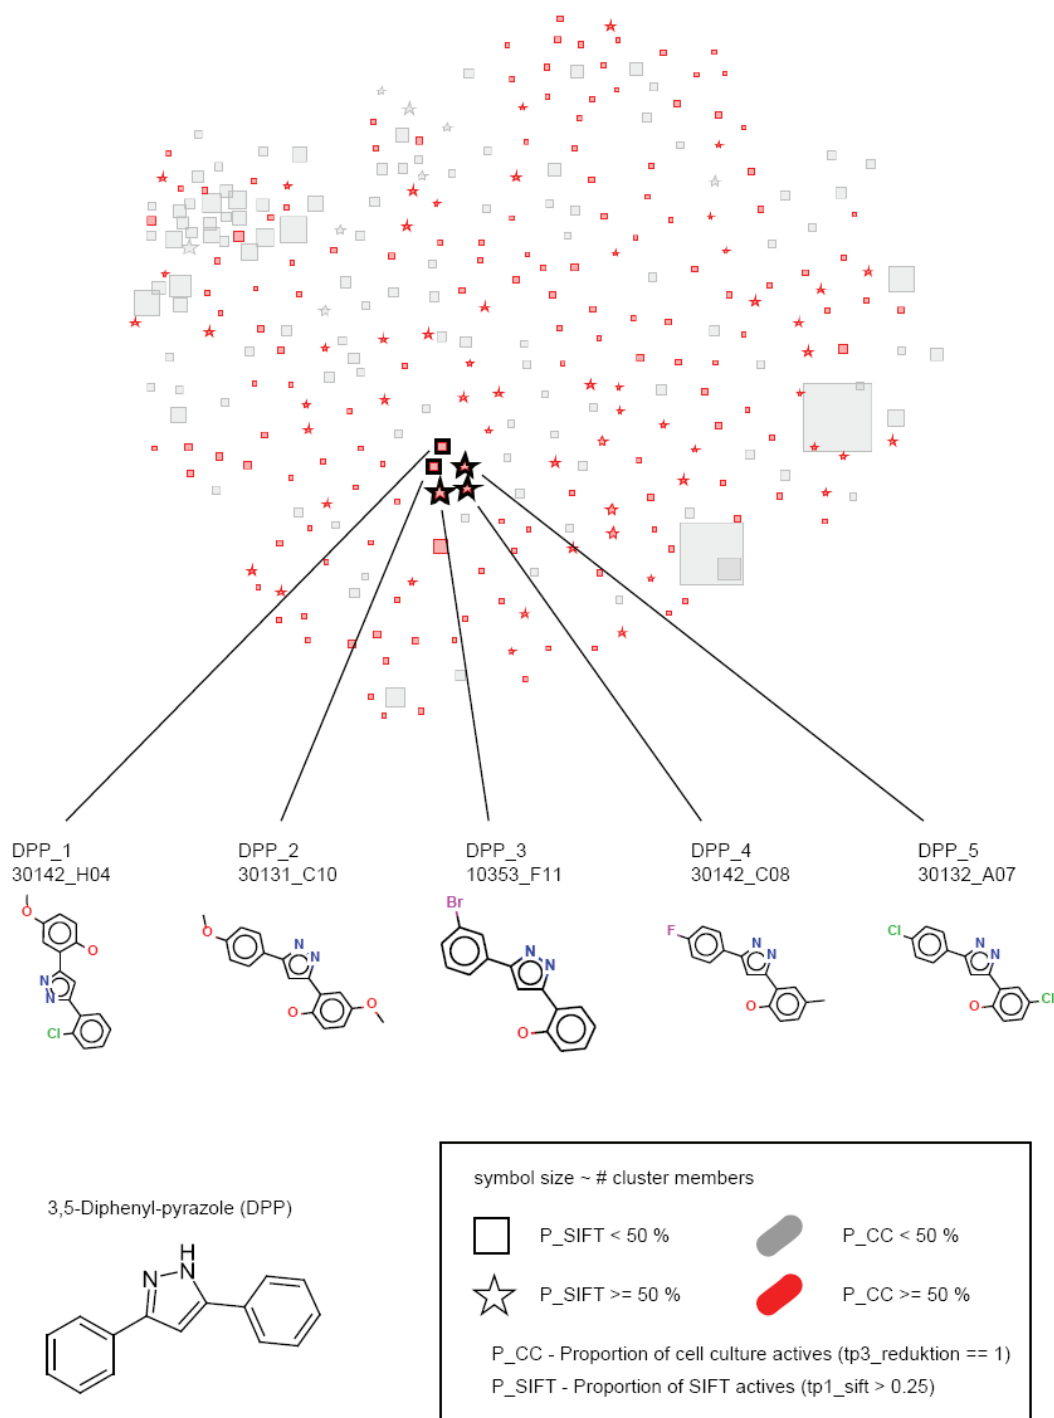 DPP_1
30142_H04
DPP_2
30131_C10
DPP_3
10353_F11
DPP_4
30142_C08
DPP_5
30132_A07
O
O
N
N
Cl
O
N
N
O
O
Br
N
N
O
F
N
N
O
Cl
N
N
O
Cl
3,5-Diphenyl-pyrazole (DPP)
H
N
N
symbol size ~ # cluster members
P_SIFT < 50 %
P_CC < 50 %
P_SIFT >= 50 %
P_CC >= 50 %
P_CC - Proportion of cell culture actives (tp3_reduktion == 1)
P_SIFT - Proportion of SIFT actives (tp1_sift > 0.25)